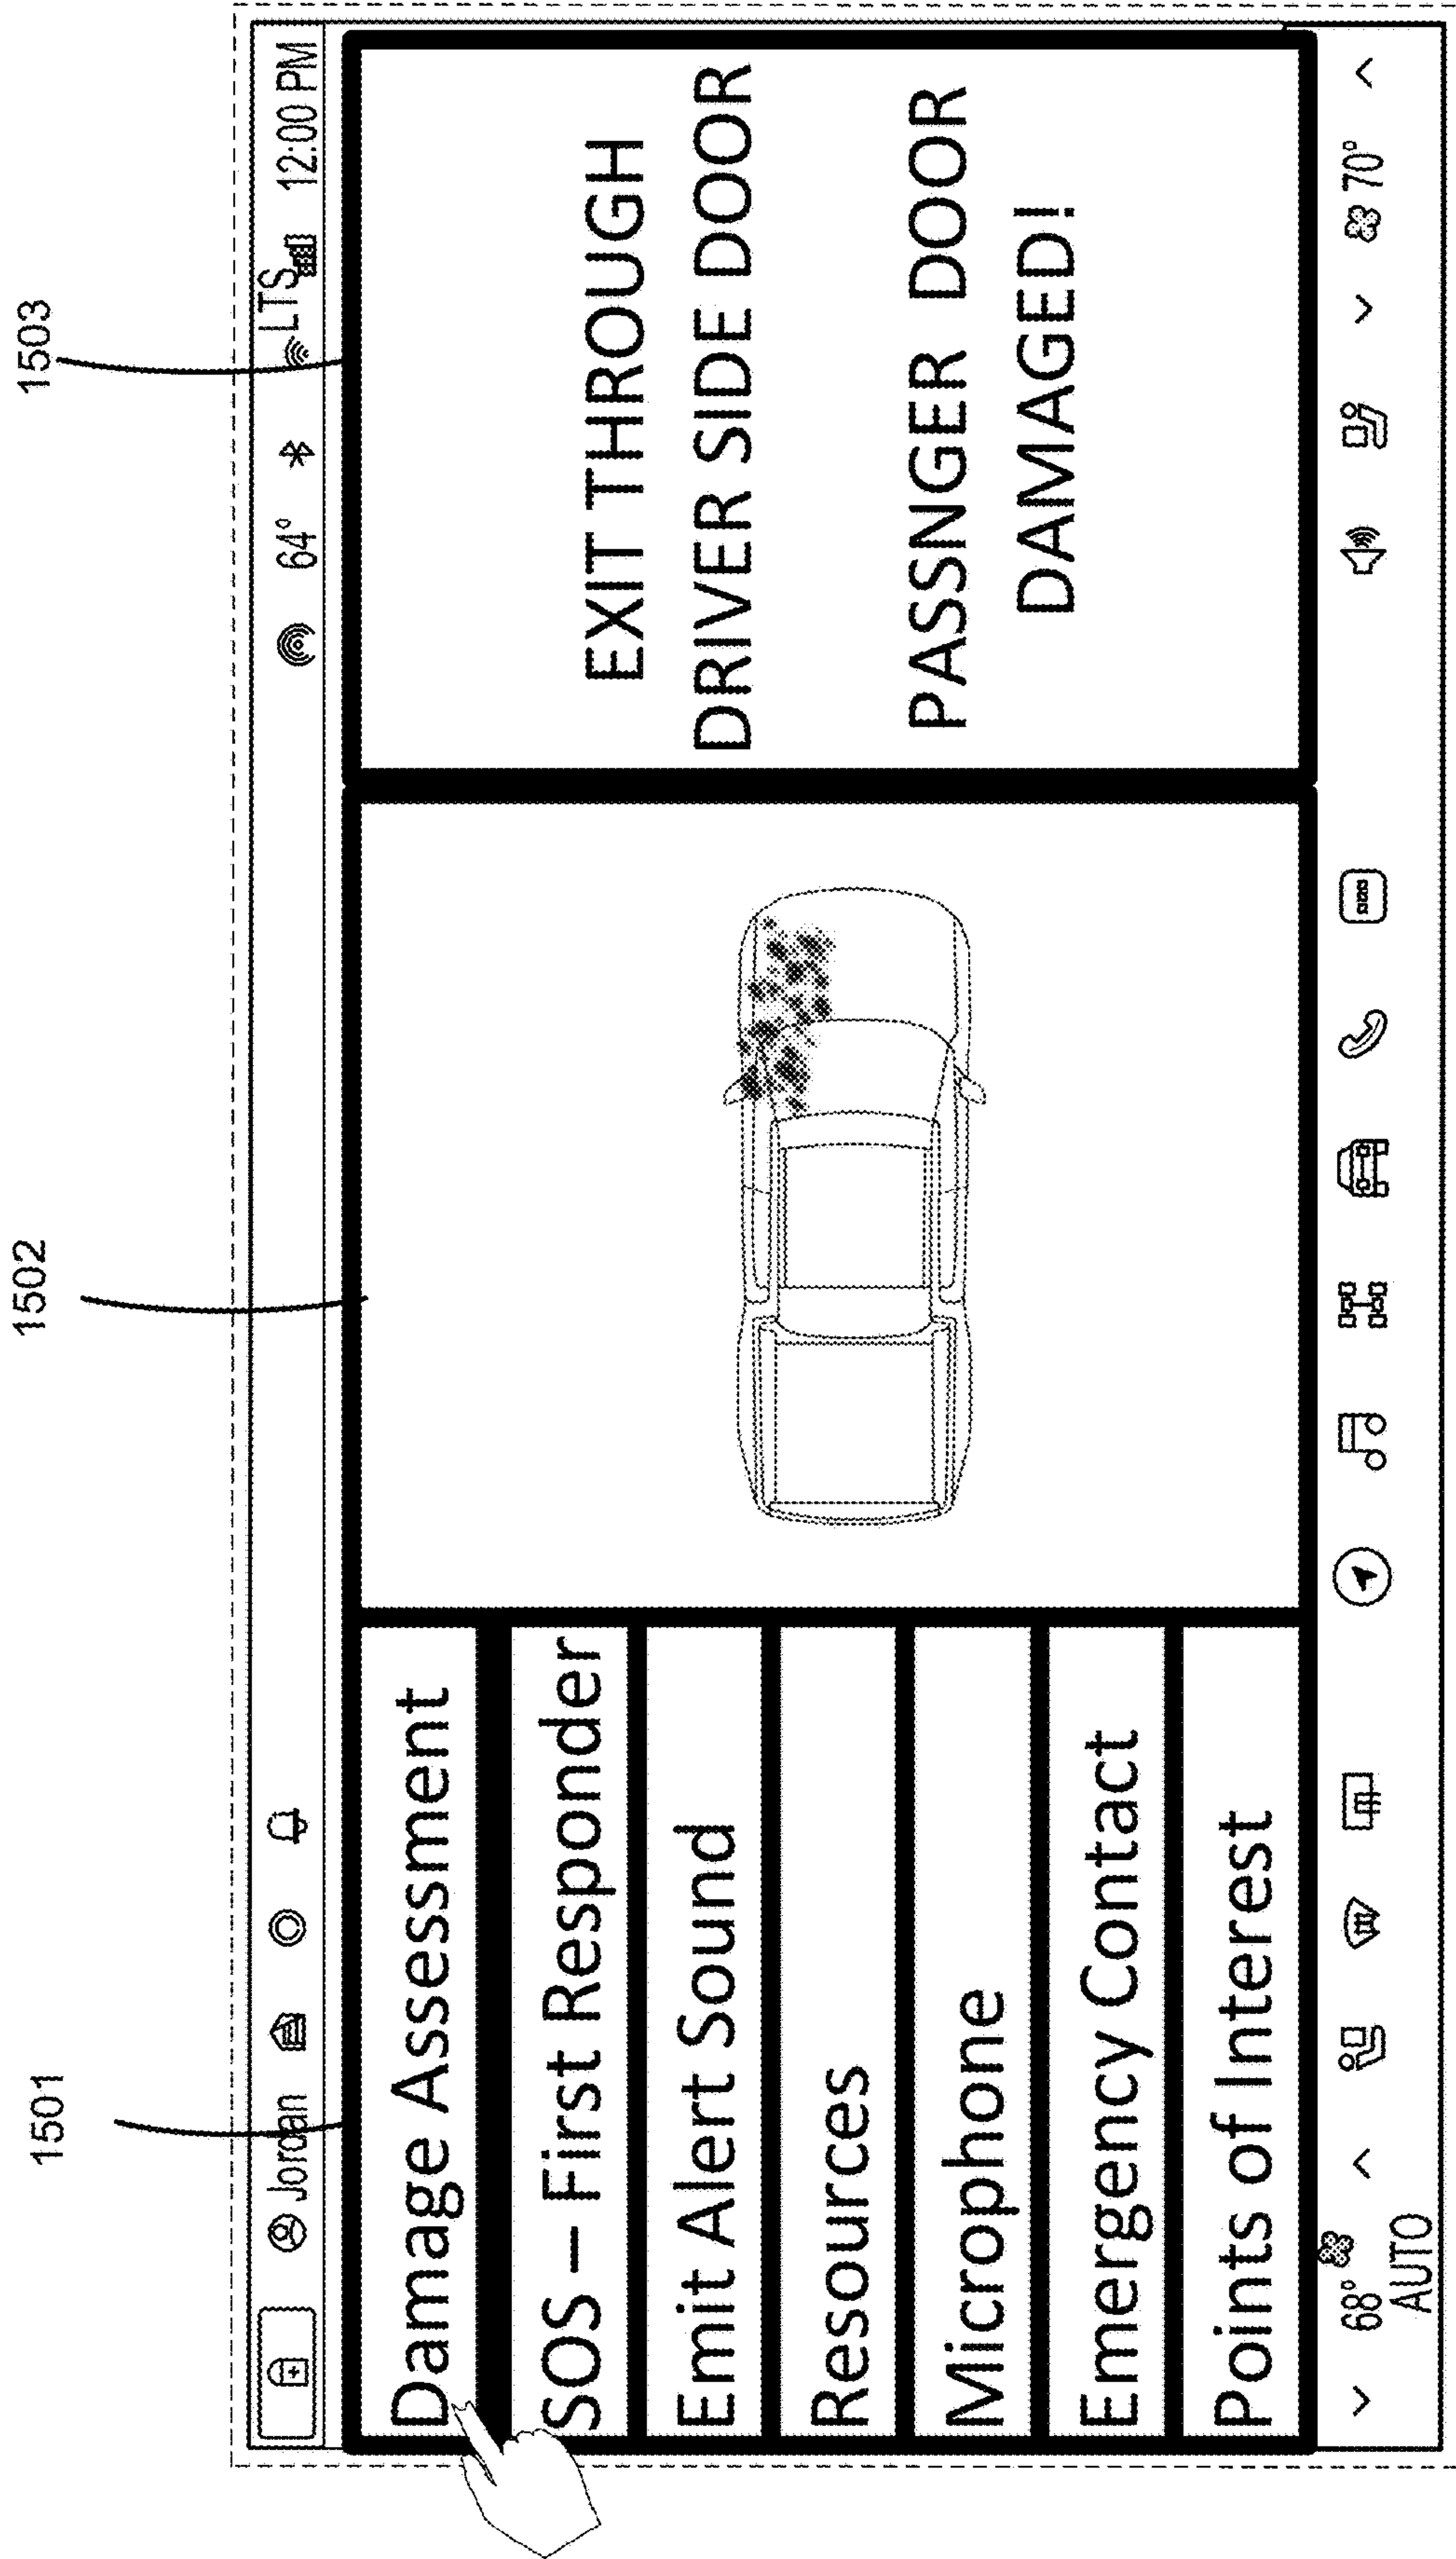 1501
1502
1503
Jordan
64°
LTS
12:00 PM
Damage Assessment
SOS – First Responder
Emit Alert Sound
Resources
Microphone
Emergency Contact
Points of Interest
EXIT THROUGH
DRIVER SIDE DOOR
PASSNGER DOOR
DAMAGED!
68°
AUTO
70°